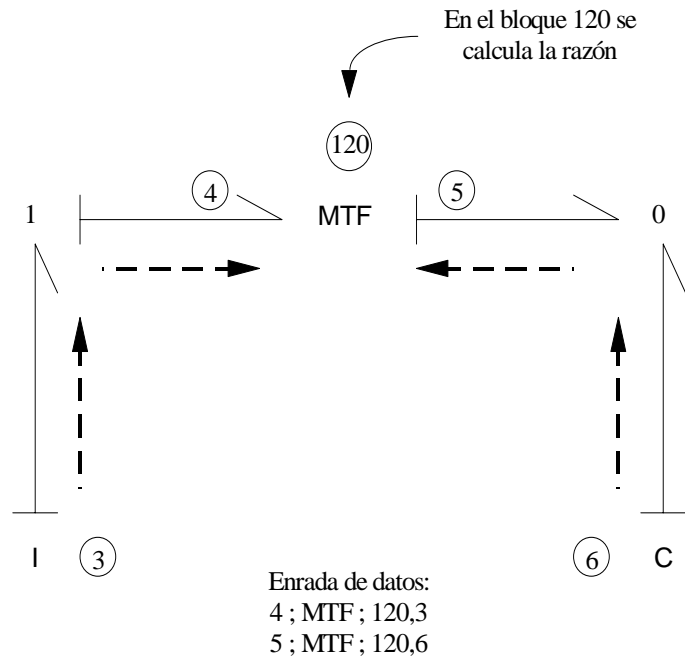 En el bloque 120 se
calcula la razón
120
4
5
1
MTF
0
I
3
6
C
Enrada de datos:
4 ; MTF ; 120,3
5 ; MTF ; 120,6